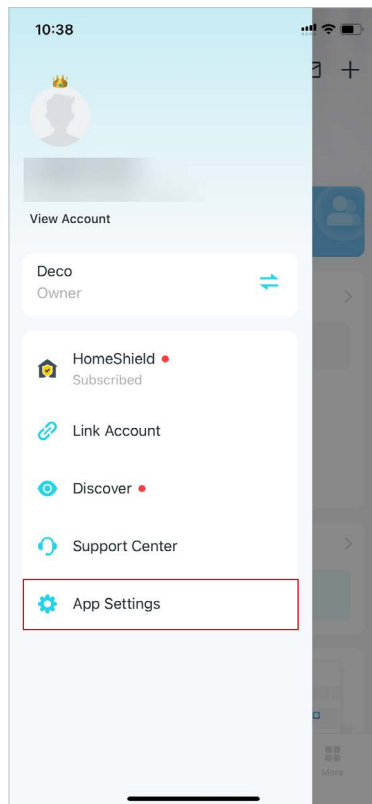 10:38
View Account
Deco
Owner
HomeShield
Subscribed
Link Account
Discover
Support Center
App Settings
More